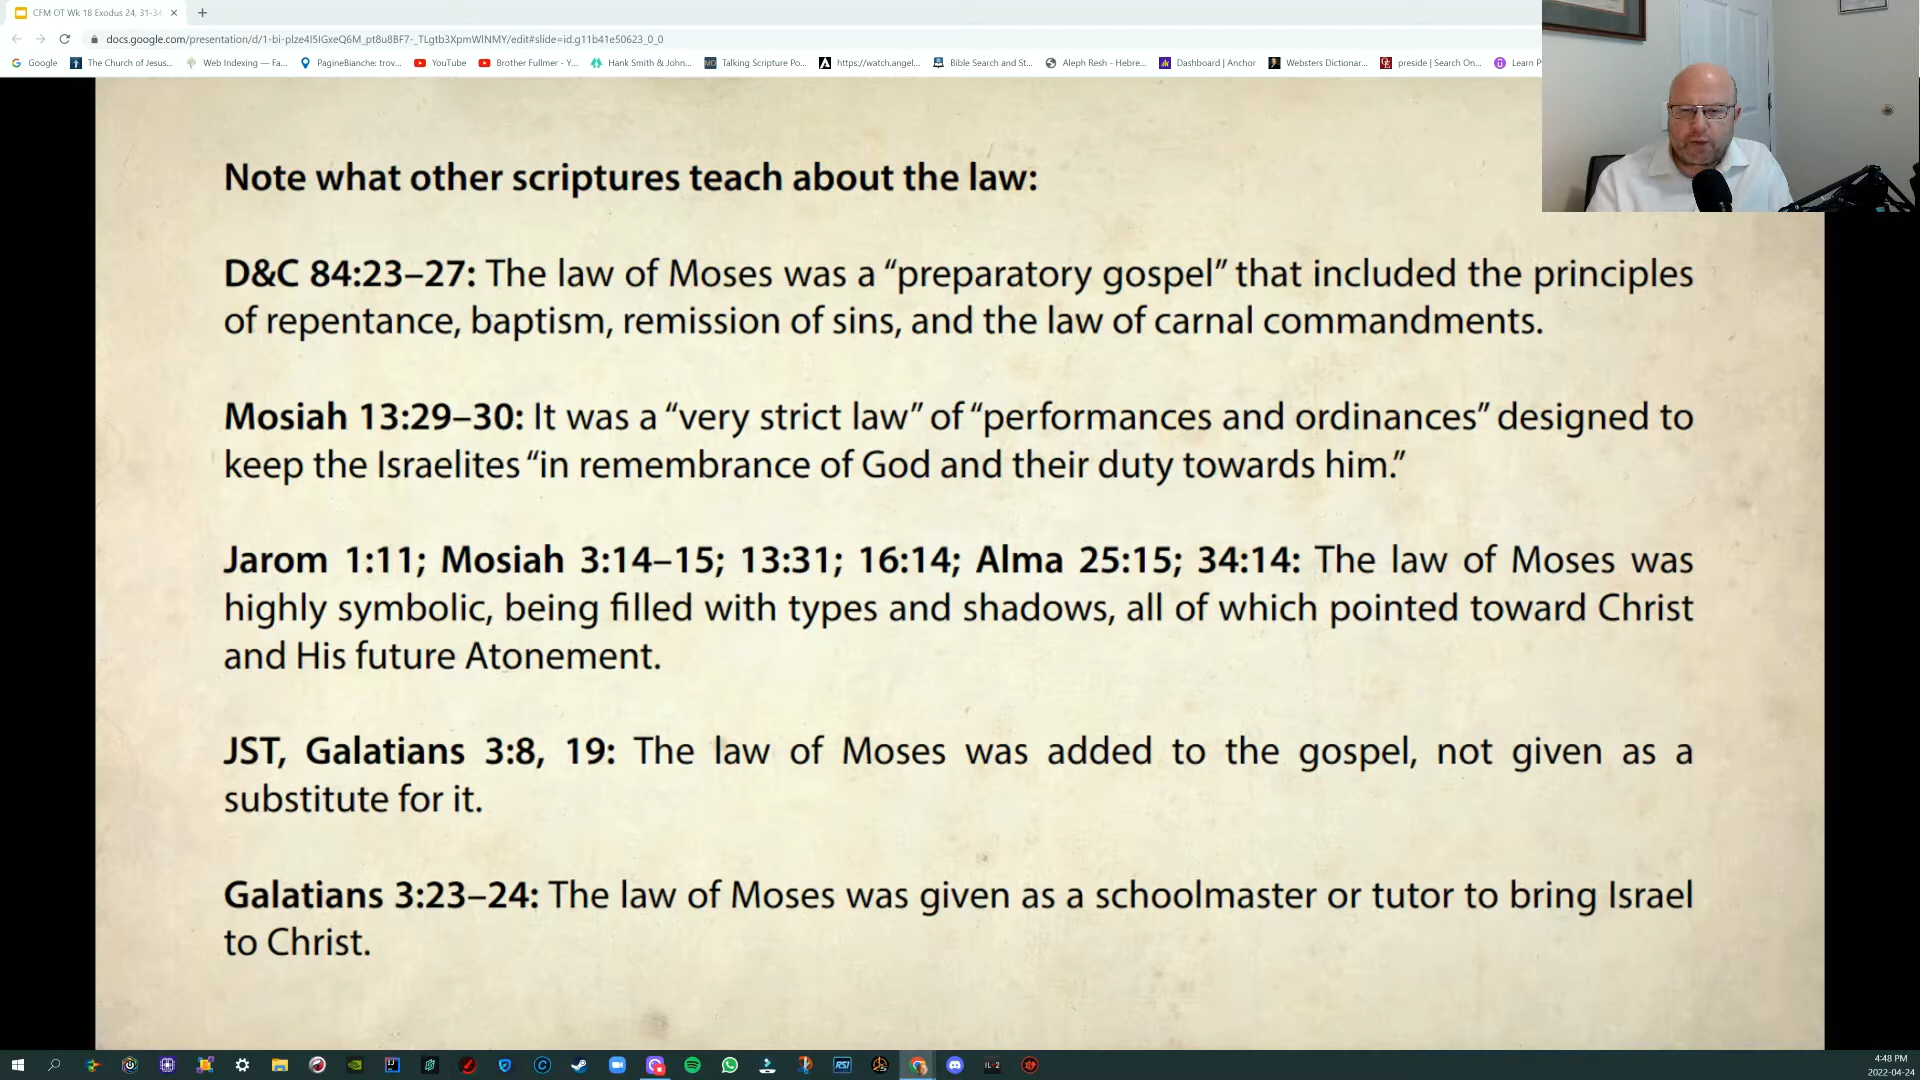 CFM OT Wk 18 Exodus 24, 31-34
docs.google.com/presentation/d/1-bi-plze4I5IGxeQ6M_pt8u8BF7-_TLgtb3XpmWlNMY/edit#slide=id.g11b41e50623_0_0
Google The Church of Jesus... Web Indexing — Fa... PagineBianche: trov... YouTube Brother Fullmer - Y... Hank Smith & John... Talking Scripture Po... https://watch.angel... Bible Search and St... Aleph Resh - Hebre... Dashboard | Anchor Websters Dictionar... preside | Search On... Learn P
Note what other scriptures teach about the law:
D&C 84:23–27: The law of Moses was a “preparatory gospel” that included the principles
of repentance, baptism, remission of sins, and the law of carnal commandments.
Mosiah 13:29–30: It was a “very strict law” of “performances and ordinances” designed to
keep the Israelites “in remembrance of God and their duty towards him.”
Jarom 1:11; Mosiah 3:14–15; 13:31; 16:14; Alma 25:15; 34:14: The law of Moses was
highly symbolic, being filled with types and shadows, all of which pointed toward Christ
and His future Atonement.
JST, Galatians 3:8, 19: The law of Moses was added to the gospel, not given as a
substitute for it.
Galatians 3:23–24: The law of Moses was given as a schoolmaster or tutor to bring Israel
to Christ.
RSI IL-2
4:48 PM
2022-04-24